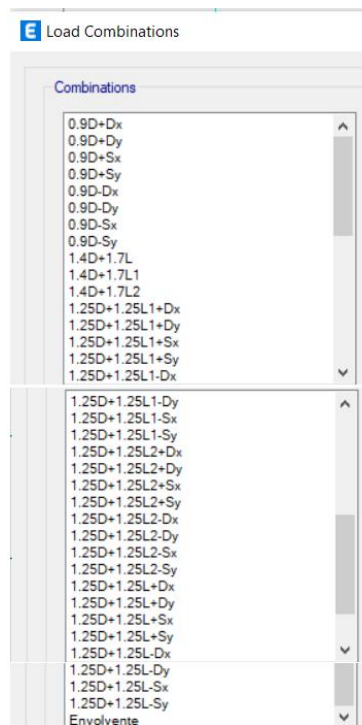 E Load Combinations
Combinations
0.9D+Dx
0.9D+Dy
0.9D+Sx
0.9D+Sy
0.9D-Dx
0.9D-Dy
0.9D-Sx
0.9D-Sy
1.4D+1.7L
1.4D+1.7L1
1.4D+1.7L2
1.25D+1.25L1+Dx
1.25D+1.25L1+Dy
1.25D+1.25L1+Sx
1.25D+1.25L1+Sy
1.25D+1.25L1-Dx
1.25D+1.25L1-Dy
1.25D+1.25L1-Sx
1.25D+1.25L1-Sy
1.25D+1.25L2+Dx
1.25D+1.25L2+Dy
1.25D+1.25L2+Sx
1.25D+1.25L2+Sy
1.25D+1.25L2-Dx
1.25D+1.25L2-Dy
1.25D+1.25L2-Sx
1.25D+1.25L2-Sy
1.25D+1.25L+Dx
1.25D+1.25L+Dy
1.25D+1.25L+Sx
1.25D+1.25L+Sy
1.25D+1.25L-Dx
1.25D+1.25L-Dy
1.25D+1.25L-Sx
1.25D+1.25L-Sy
Envolvente